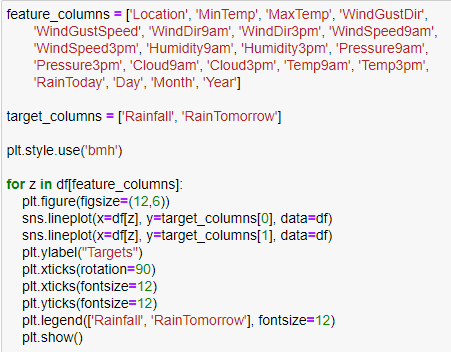 feature_columns = ['Location', 'MinTemp', 'MaxTemp', 'WindGustDir',
'WindGustSpeed', 'WindDir9am', 'WindDir3pm', 'WindSpeed9am',
'WindSpeed3pm', 'Humidity9am', 'Humidity3pm', 'Pressure9am',
'Pressure3pm', 'Cloud9am', 'Cloud3pm', 'Temp9am', 'Temp3pm',
'RainToday', 'Day', 'Month', 'Year']
target_columns = ['Rainfall', 'RainTomorrow']
plt.style.use('bmh')
for z in df[feature_columns]:
plt.figure(figsize=(12,6))
sns.lineplot(x=df[z], y=target_columns[0], data=df)
sns.lineplot(x=df[z], y=target_columns[1], data=df)
plt.ylabel("Targets")
plt.xticks(rotation=90)
plt.xticks(fontsize=12)
plt.yticks(fontsize=12)
plt.legend(['Rainfall', 'RainTomorrow'], fontsize=12)
plt.show()